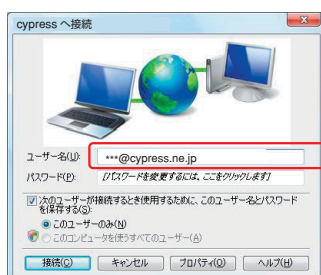 cypress へ接続
ユーザー名(U):
***@cypress.ne.jp
パスワード(P):
[パスワードを変更するには、ここをクリックします]
次のユーザーが接続するとき使用するために、このユーザー名とパスワード
を保存する(S):
このユーザーのみ(N)
このコンピュータを使うすべてのユーザー(A)
接続(C)
キャンセル
プロパティ(O)
ヘルプ(H)